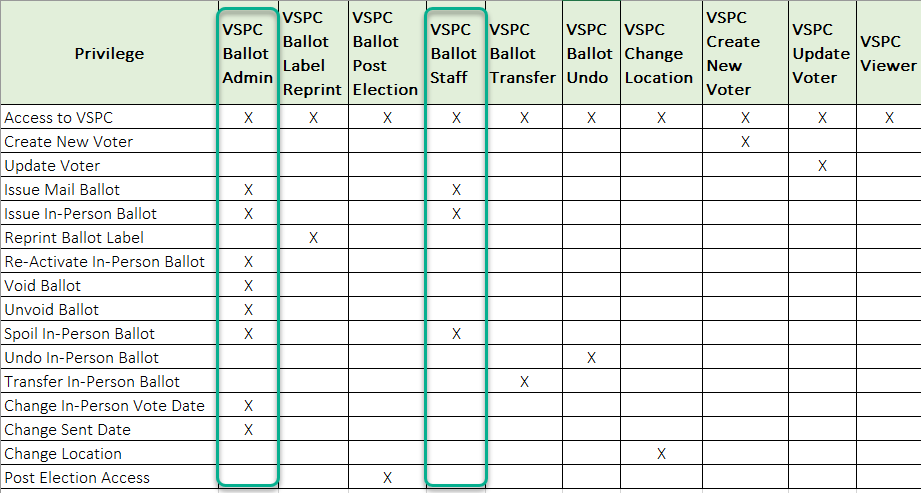 Privilege
VSPC Ballot Admin
VSPC Ballot Label Reprint
VSPC Ballot Post Election
VSPC Ballot Staff
VSPC Ballot Transfer
VSPC Ballot Undo
VSPC Change Location
VSPC Create New Voter
VSPC Update Voter
VSPC Viewer
Access to VSPC X X X X X X X X X X
Create New Voter X
Update Voter X
Issue Mail Ballot X X
Issue In-Person Ballot X X
Reprint Ballot Label X
Re-Activate In-Person Ballot X
Void Ballot X
Unvoid Ballot X
Spoil In-Person Ballot X X
Undo In-Person Ballot X
Transfer In-Person Ballot X
Change In-Person Vote Date X
Change Sent Date X
Change Location X
Post Election Access X